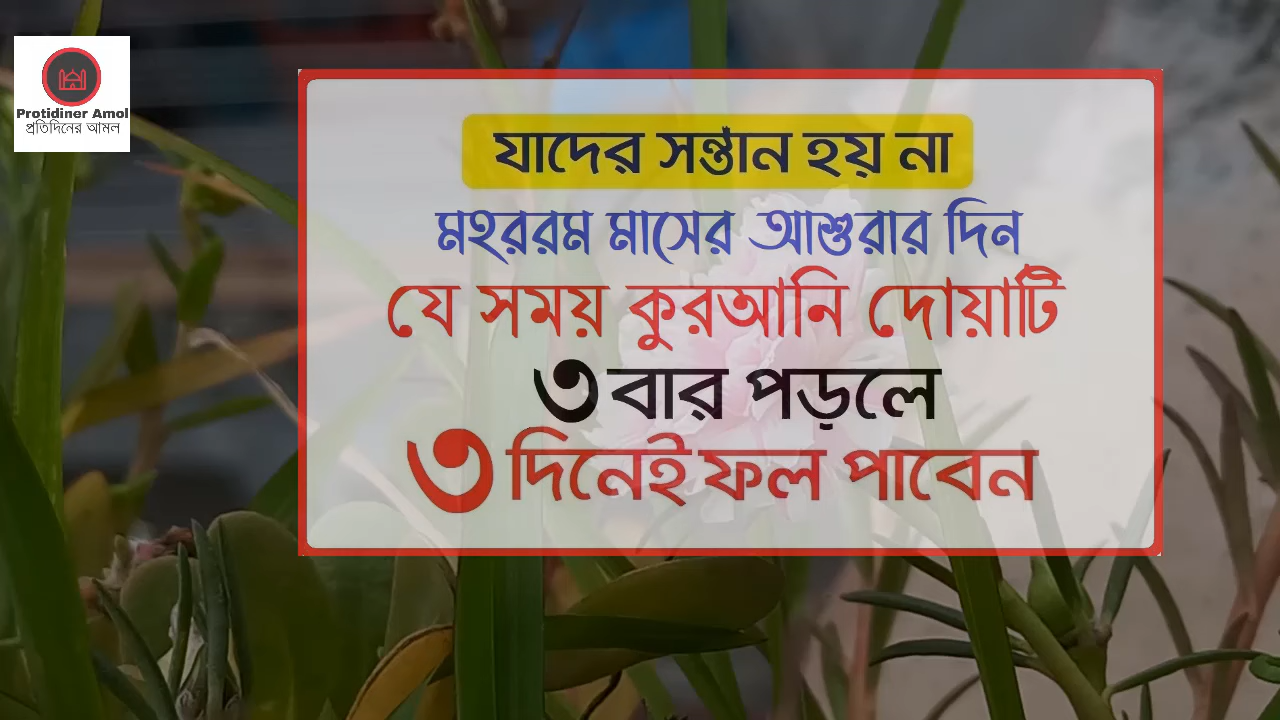 Protidiner Amol
প্রতিদিনের আমল
যাদের সন্তান হয় না
মহররম মাসের আশুরার দিন
যে সময় কুরআনি দোয়াটি
৩ বার পড়লে
৩ দিনেই ফল পাবেন